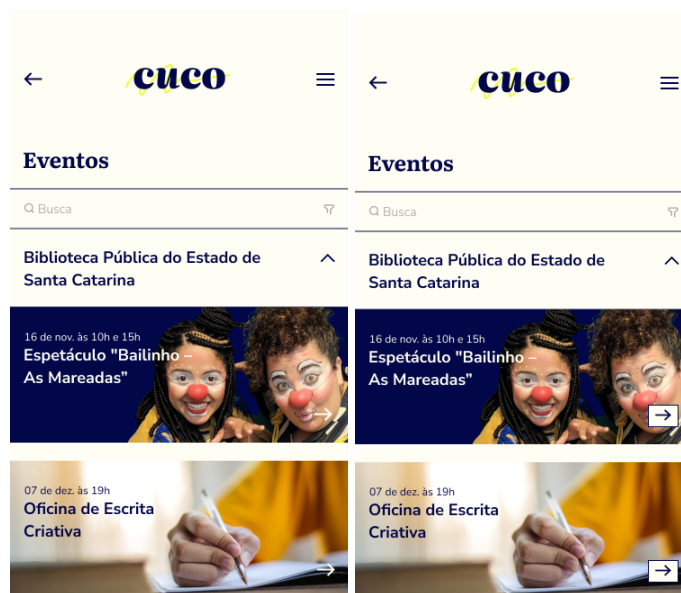 cuco
Eventos
Busca
Biblioteca Pública do Estado de
Santa Catarina
16 de nov. às 10h e 15h
Espetáculo "Bailinho –
As Mareadas”
07 de dez. às 19h
Oficina de Escrita
Criativa
cuco
Eventos
Busca
Biblioteca Pública do Estado de
Santa Catarina
16 de nov. às 10h e 15h
Espetáculo "Bailinho –
As Mareadas”
07 de dez. às 19h
Oficina de Escrita
Criativa